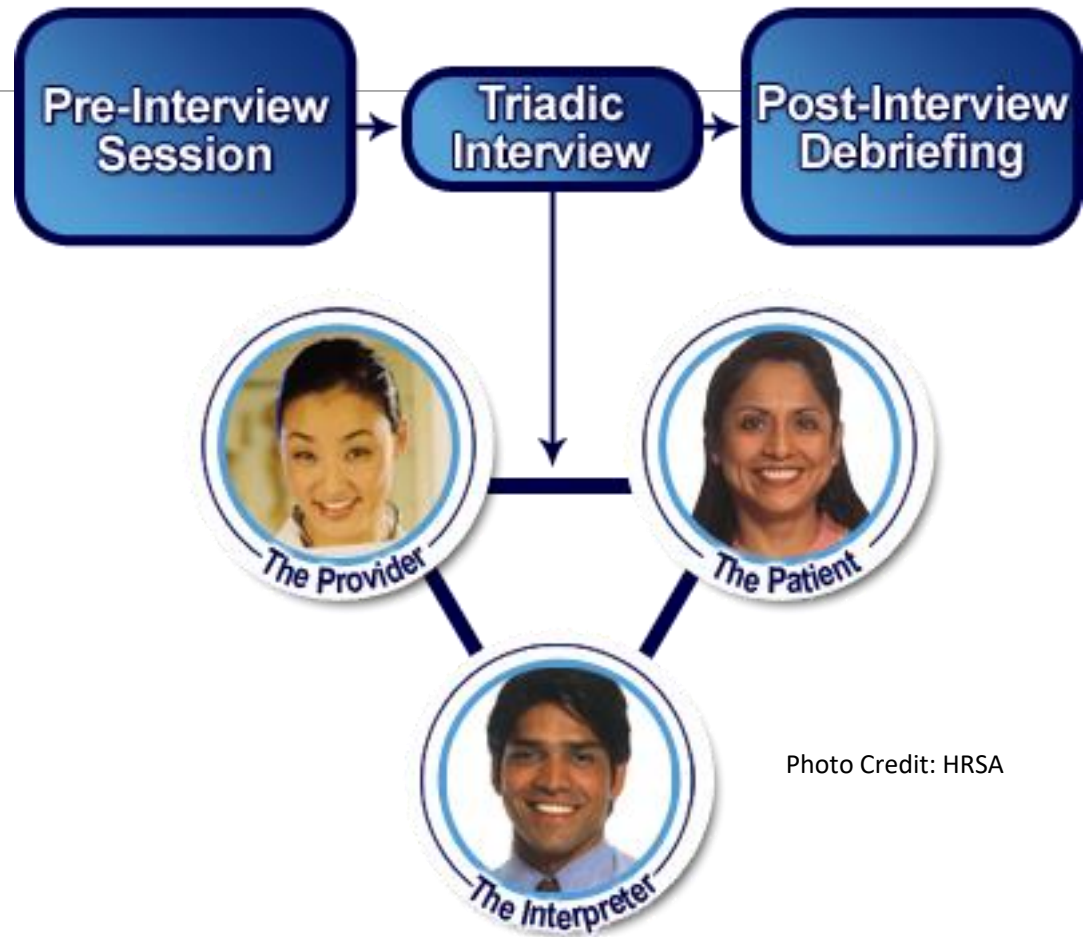 Pre-Interview
Session
Triadic
Interview
Post-Interview
Debriefing
The Provider
The Patient
The Interpreter
Photo Credit: HRSA